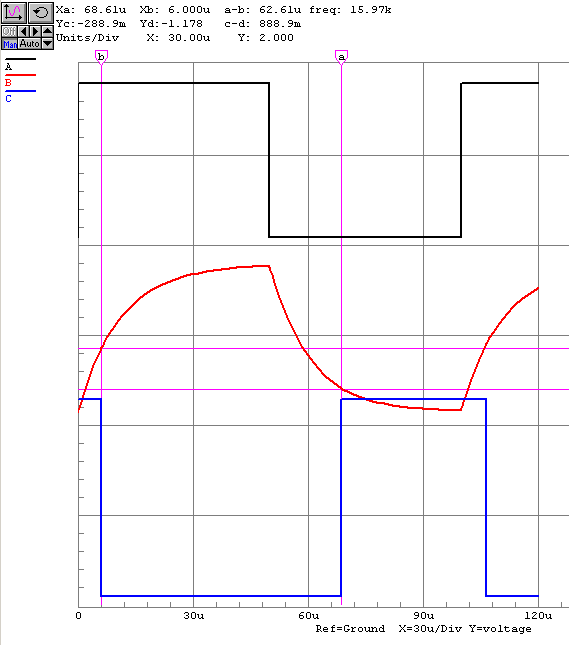 Xa: 68.61u Xb: 6.000u a-b: 62.61u freq: 15.97k
Yc:-288.9m Yd:-1.178 c-d: 888.9m
Off
Units/Div X: 30.00u Y: 2.000
Man Auto
b a
A
B
C
0 30u 60u 90u 120u
Ref=Ground X=30u/Div Y=voltage